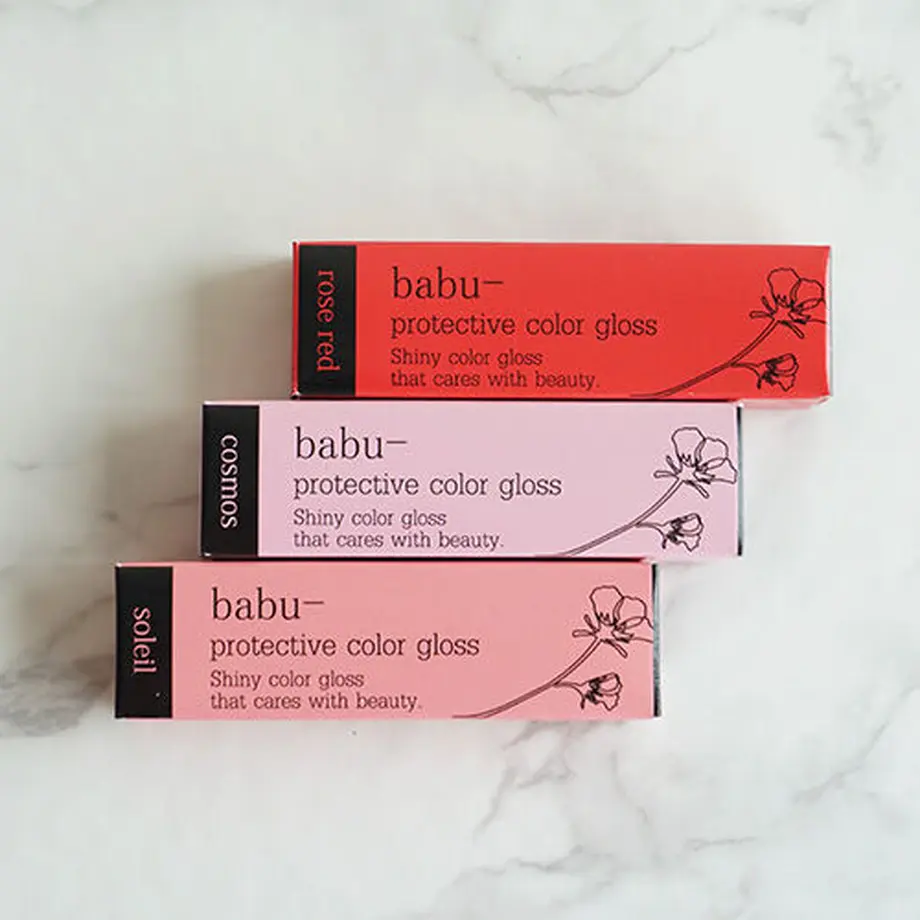 rose red
babu—
protective color gloss
Shiny color gloss
that cares with beauty.
cosmos
babu—
protective color gloss
Shiny color gloss
that cares with beauty.
soleil
babu—
protective color gloss
Shiny color gloss
that cares with beauty.